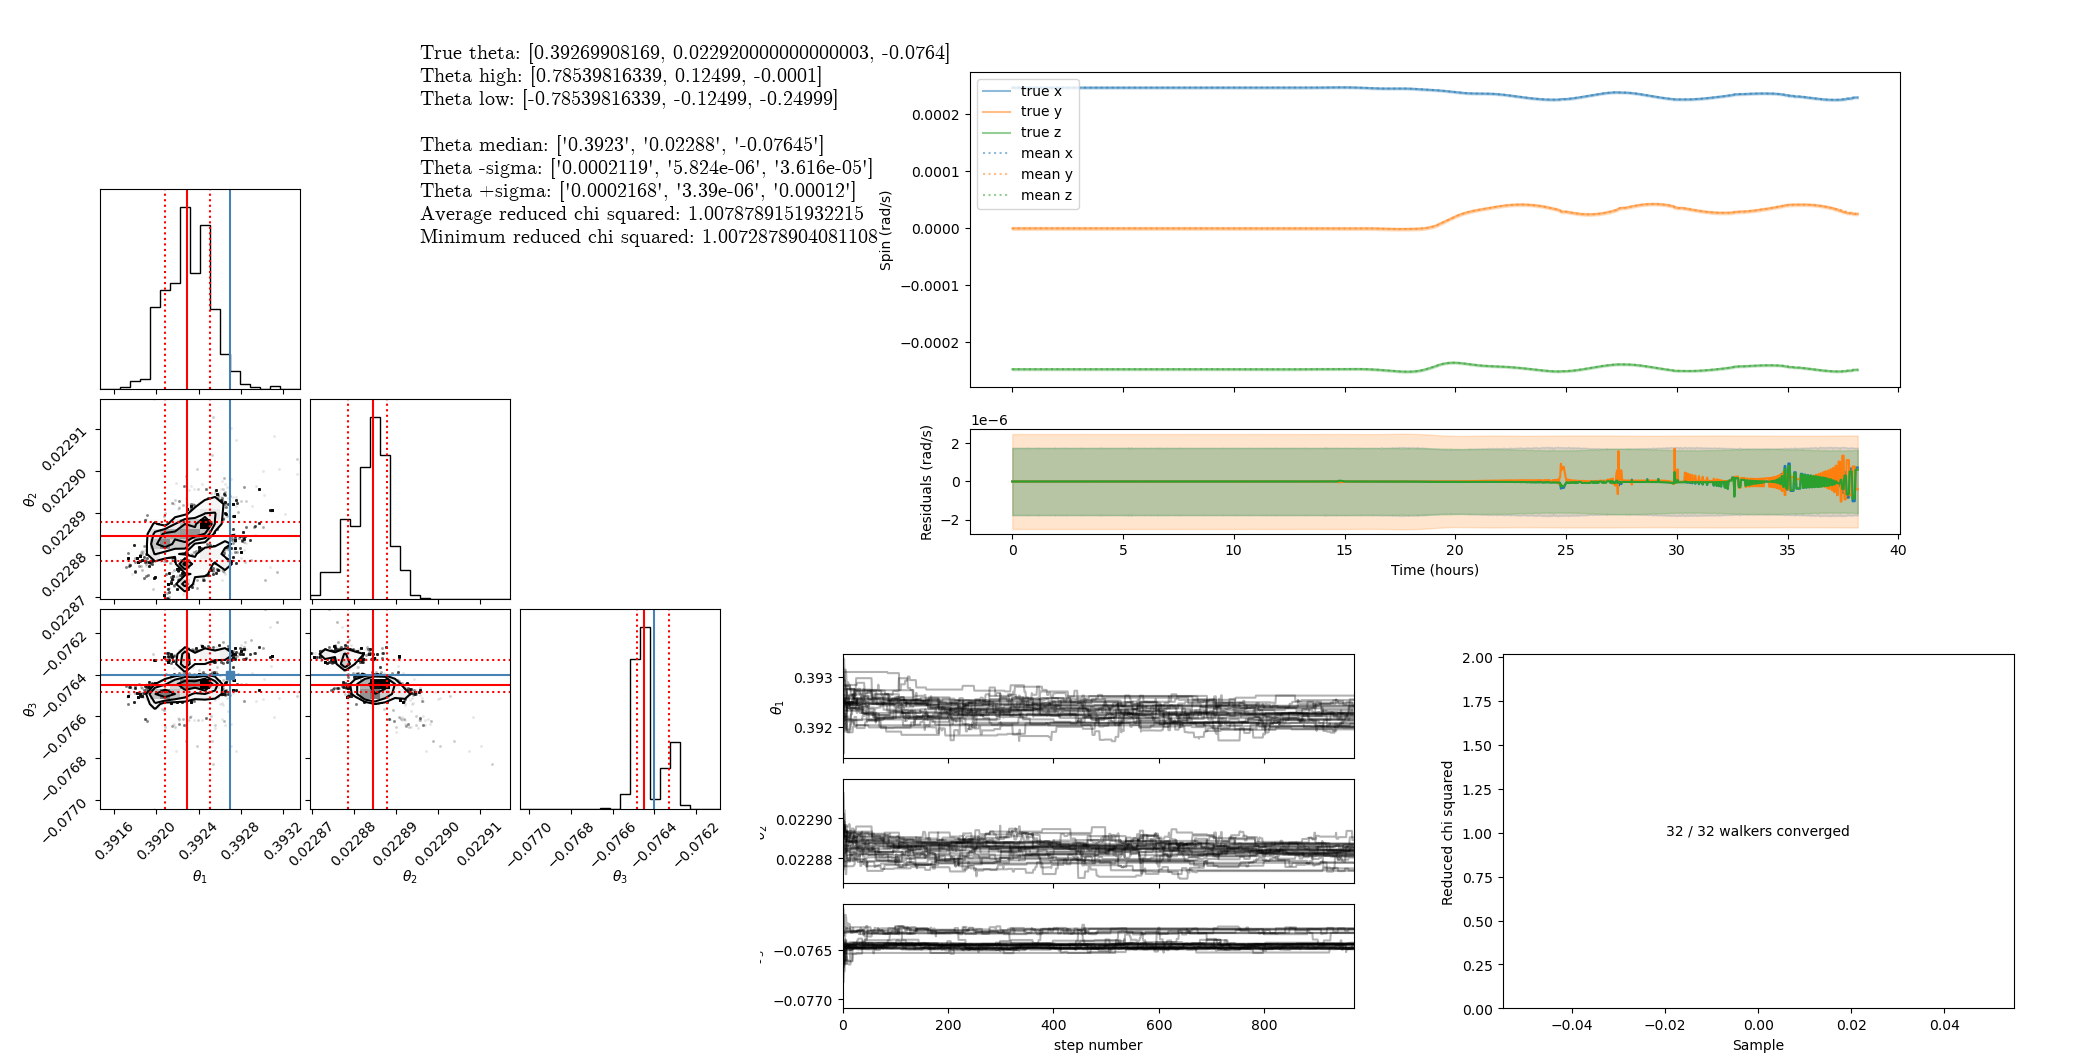 True theta: [0.39269908169, 0.022920000000000003, -0.0764]
Theta high: [0.78539816339, 0.12499, -0.0001]
Theta low: [-0.78539816339, -0.12499, -0.24999]
Theta median: ['0.3923', '0.02288', '-0.07645']
Theta -sigma: ['0.0002119', '5.824e-06', '3.616e-05']
Theta +sigma: ['0.0002168', '3.39e-06', '0.00012']
Average reduced chi squared: 1.0078789151932215
Minimum reduced chi squared: 1.0072878904081108
true x
true y
true z
mean x
mean y
mean z
Spin (rad/s)
0.0002
0.0001
0.0000
−0.0001
−0.0002
1e−6
Residuals (rad/s)
2
0
−2
0 5 10 15 20 25 30 35 40
Time (hours)
θ2
0.02291
0.02290
0.02289
0.02288
0.02287
θ3
−0.0762
−0.0764
−0.0766
−0.0768
−0.0770
0.3916 0.3920 0.3924 0.3928 0.3932
θ1
0.02287 0.02288 0.02289 0.02290 0.02291
θ2
−0.0770 −0.0768 −0.0766 −0.0764 −0.0762
θ3
θ1
0.393
0.392
0.02290
0.02288
−0.0765
−0.0770
0 200 400 600 800
step number
Reduced chi squared
2.00
1.75
1.50
1.25
1.00
0.75
0.50
0.25
0.00
32 / 32 walkers converged
−0.04 −0.02 0.00 0.02 0.04
Sample